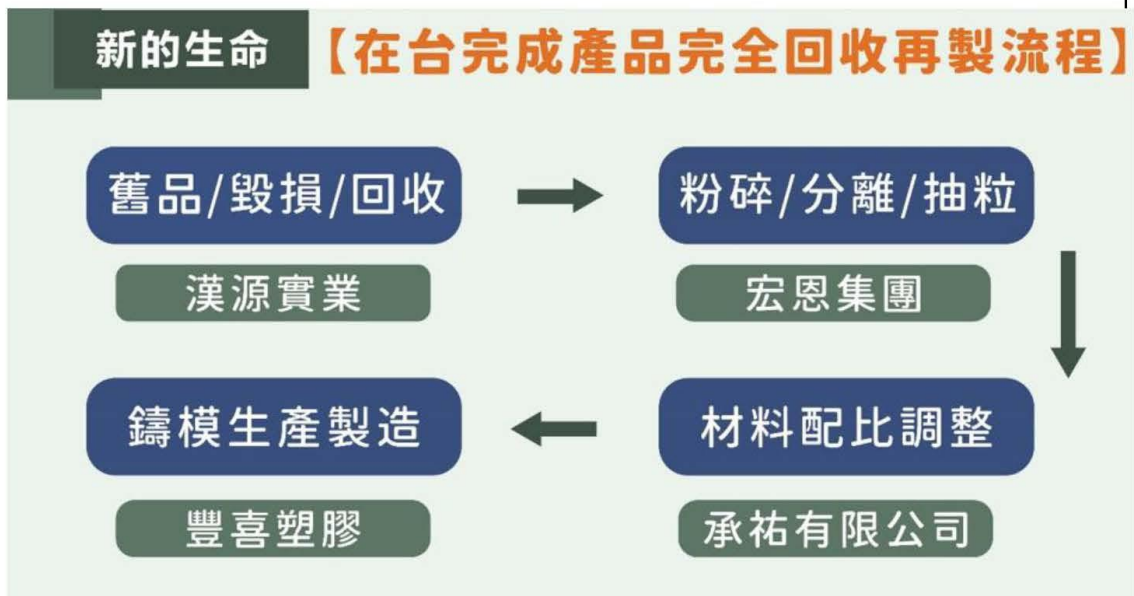 新的生命 【在台完成產品完全回收再製流程】
舊品/毀損/回收
漢源實業
粉碎/分離/抽粒
宏恩集團
材料配比調整
承祐有限公司
鑄模生產製造
豐喜塑膠